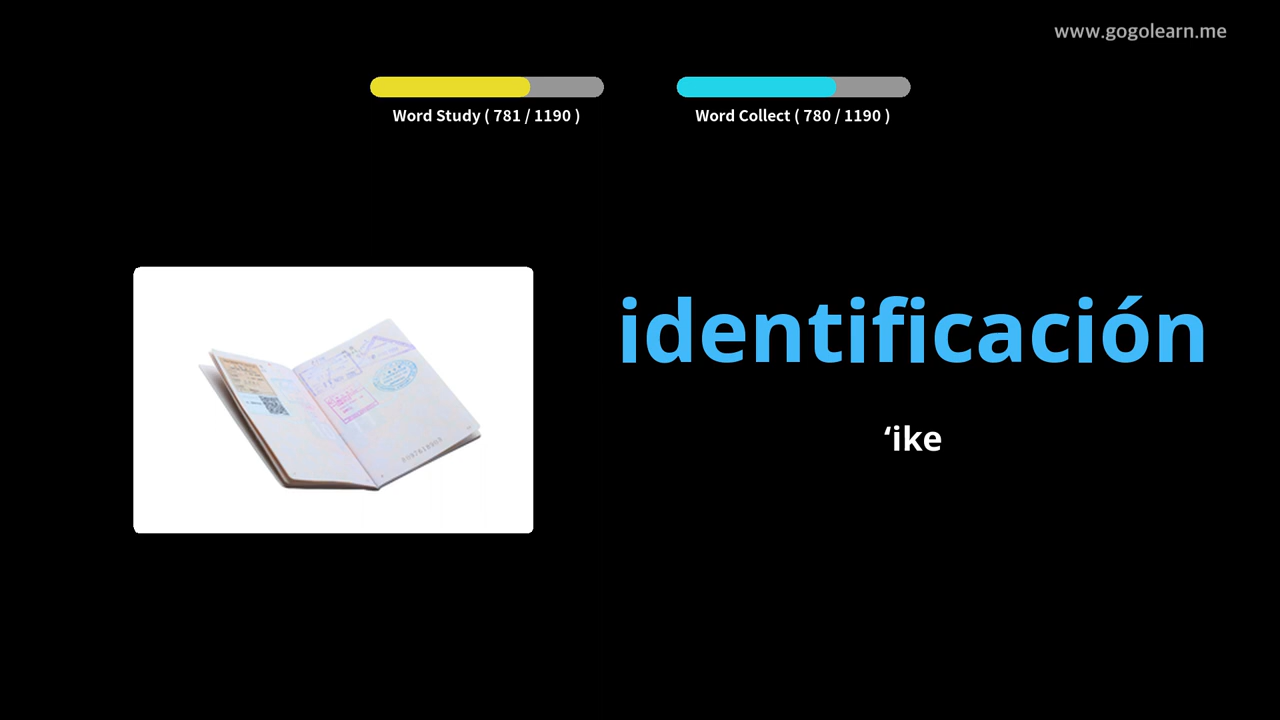 www.gogolearn.me
Word Study ( 781 / 1190 )
Word Collect ( 780 / 1190 )
identificación
‘ike